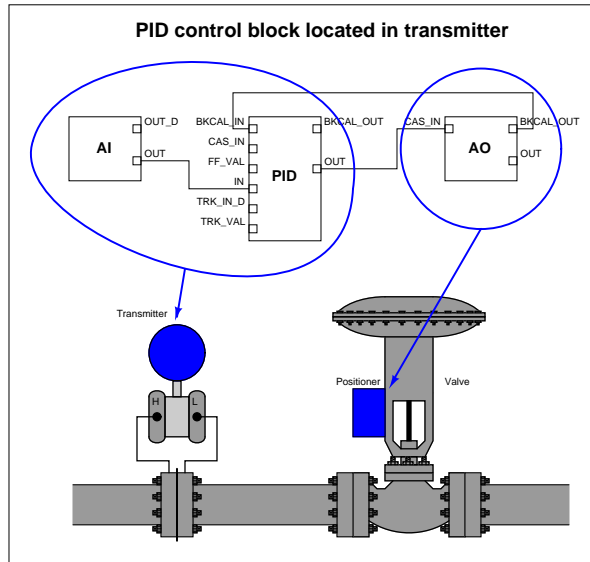 PID control block located in transmitter
OUT_D
BKCAL_IN
BKCAL_OUT
CAS_IN
BKCAL_OUT
AI
OUT
CAS_IN
FF_VAL
PID
OUT
AO
OUT
IN
TRK_IN_D
TRK_VAL
Transmitter
H
L
Positioner
Valve